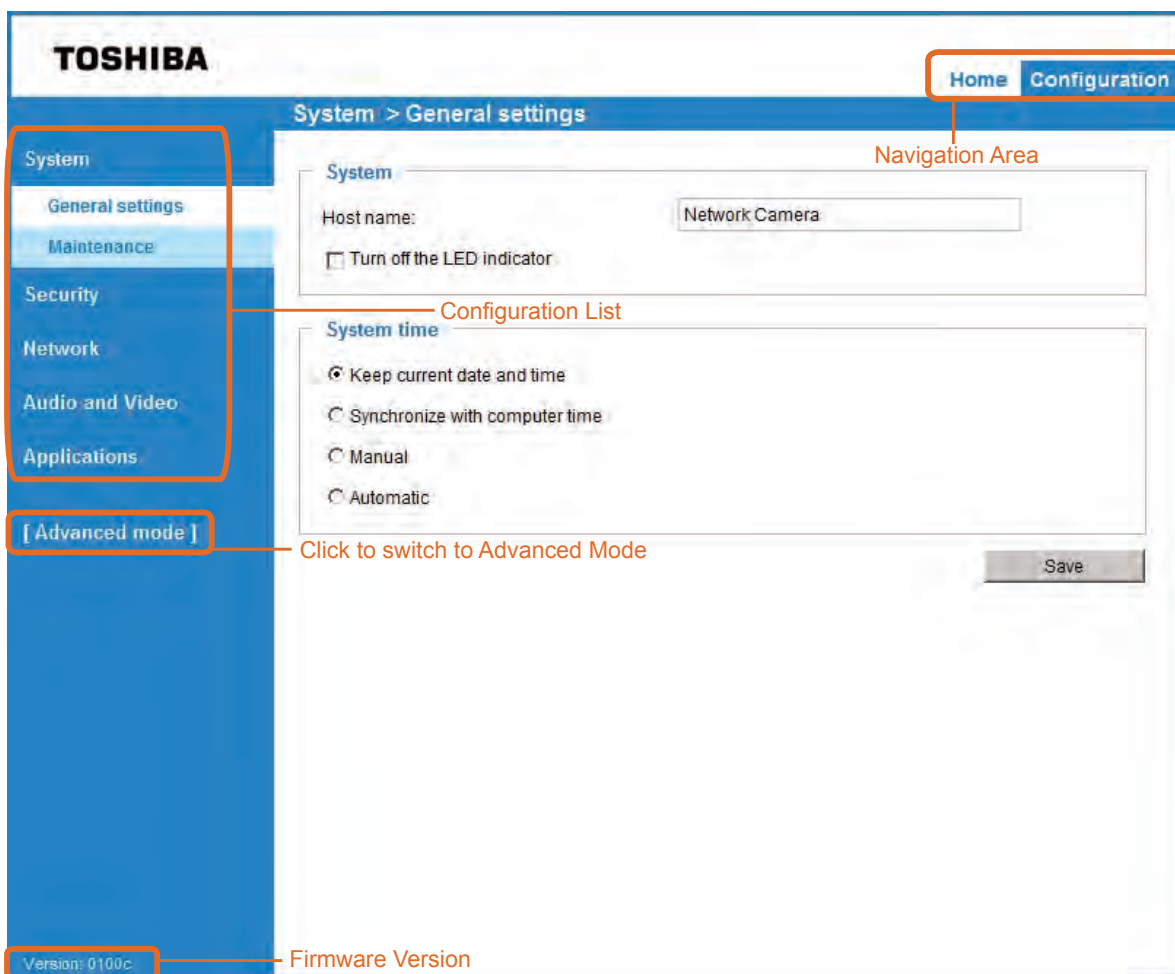 TOSHIBA
Home Configuration
System > General settings
Navigation Area
System
General settings
Maintenance
Security
Network
Audio and Video
Applications
[ Advanced mode ]
Configuration List
Click to switch to Advanced Mode
System
Host name: Network Camera
Turn off the LED indicator
System time
Keep current date and time
Synchronize with computer time
Manual
Automatic
Save
Version: 0100c
Firmware Version